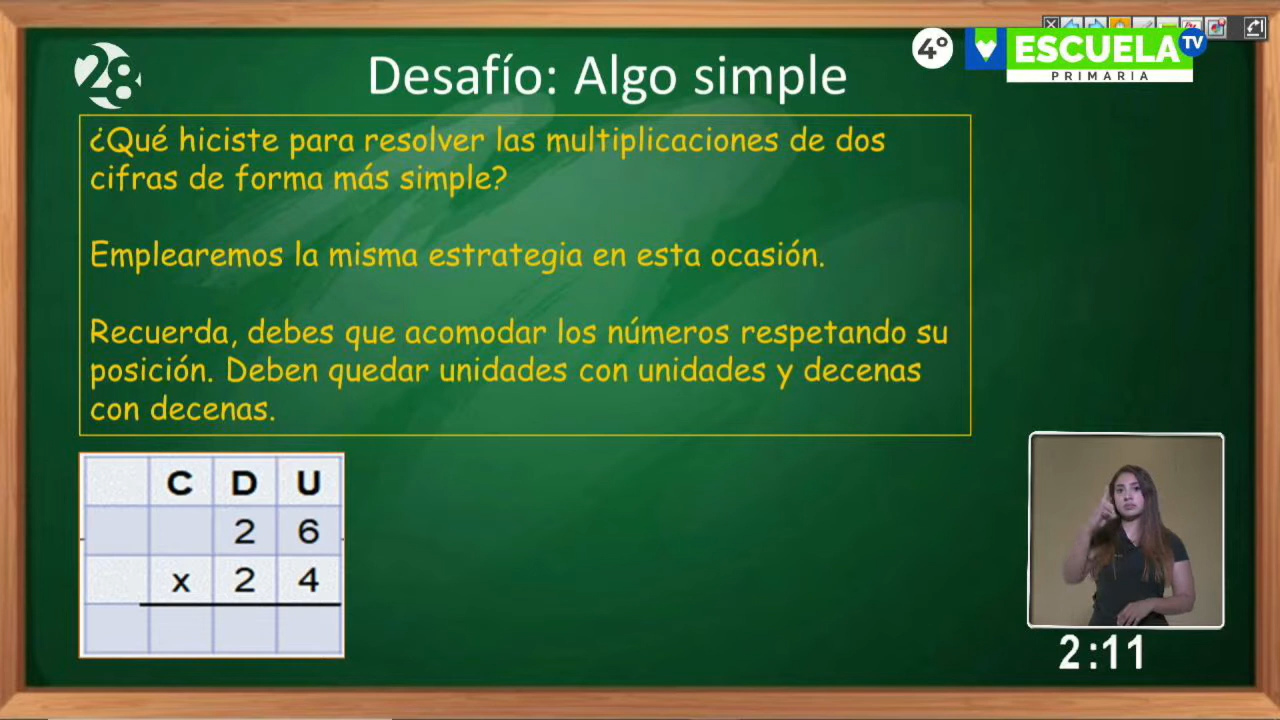 28
Desafío: Algo simple
4º
ESCUELA TV
PRIMARIA
¿Qué hiciste para resolver las multiplicaciones de dos
cifras de forma más simple?
Emplearemos la misma estrategia en esta ocasión.
Recuerda, debes que acomodar los números respetando su
posición. Deben quedar unidades con unidades y decenas
con decenas.
C D U
2 6
x 2 4
2:11